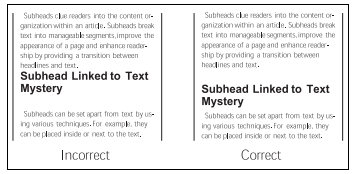 Subheads clue readers into the content or-
ganization within an article. Subheads break
text into manageable segments, improve the
appearance of a page and enhance reader-
ship by providing a transition between
headlines and text.
Subhead Linked to Text
Mystery
Subheads can be set apart from text by us-
ing various techniques. For example, they
can be placed inside or next to the text.
Incorrect
Subheads clue readers into the content or-
ganization within an article. Subheads break
text into manageable segments, improve the
appearance of a page and enhance reader-
ship by providing a transition between
headlines and text.
Subhead Linked to Text
Mystery
Subheads can be set apart from text by us-
ing various techniques. For example, they
can be placed inside or next to the text.
Correct